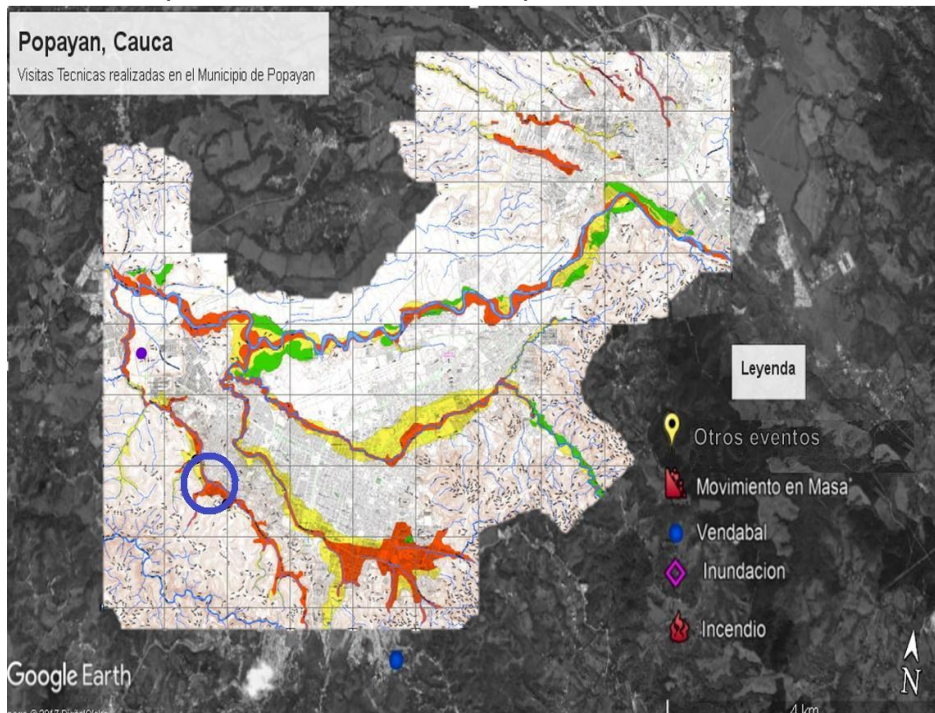 Popayan, Cauca
Visitas Tecnicas realizadas en el Municipio de Popayan
Leyenda
Otros eventos
Movimiento en Masa
Vendabal
Inundacion
Incendio
Google Earth
N
4 km